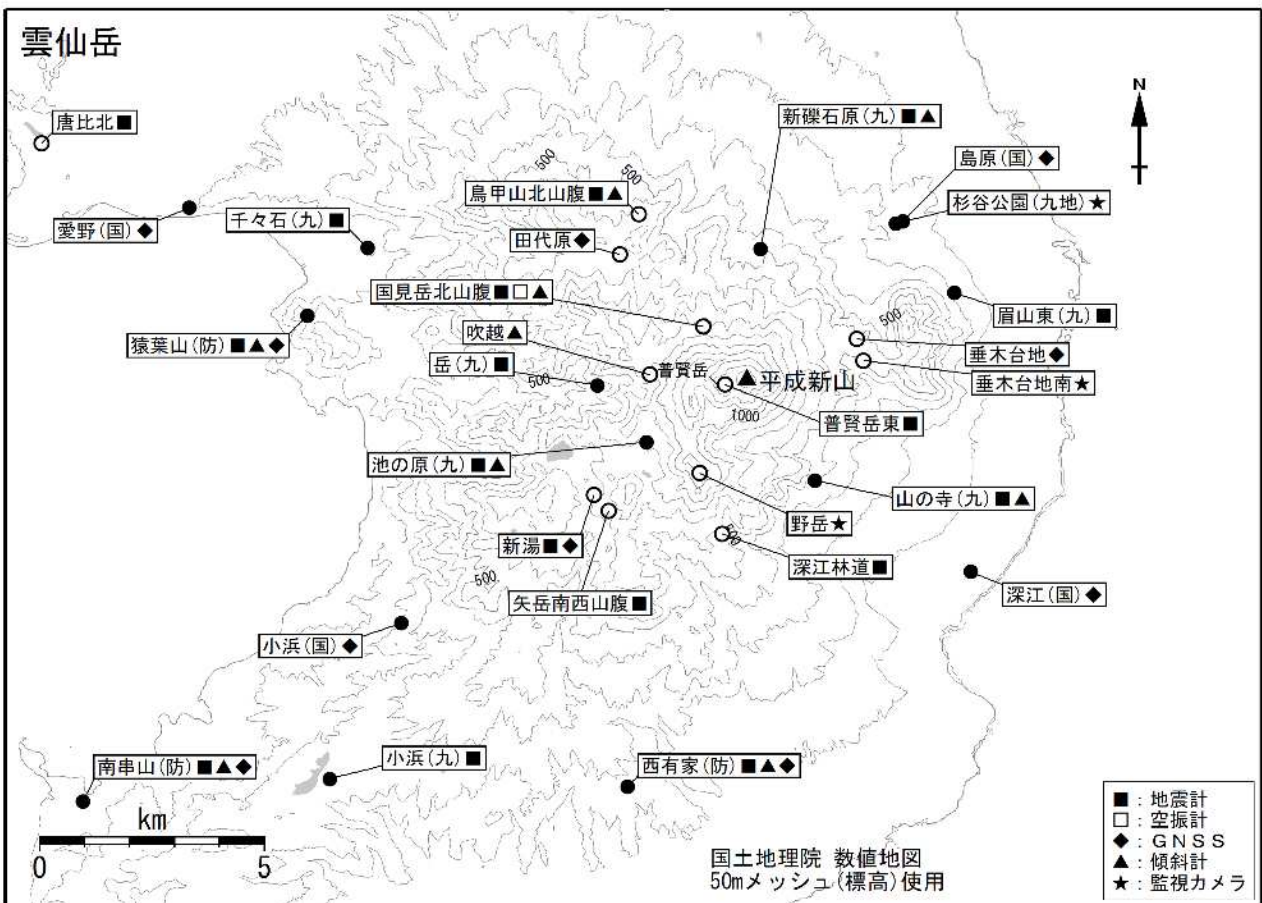 雲仙岳
唐比北■
新礫石原(九)■▲
N
島原(国)◆
500
500
鳥甲山北山腹■▲
杉谷公園(九地)★
愛野(国)◆
千々石(九)■
田代原◆
国見岳北山腹■□▲
眉山東(九)■
500
猿葉山(防)■▲◆
吹越▲
垂木台地◆
岳(九)■
普賢岳
平成新山
垂木台地南★
500
1000
普賢岳東■
池の原(九)■▲
山の寺(九)■▲
野岳★
新湯■◆
500
深江林道■
500
矢岳南西山腹■
深江(国)◆
小浜(国)◆
南串山(防)■▲◆
小浜(九)■
西有家(防)■▲◆
km
0
5
国土地理院 数値地図
50mメッシュ(標高)使用
■：地震計
□：空振計
◆：ＧＮＳＳ
▲：傾斜計
★：監視カメラ